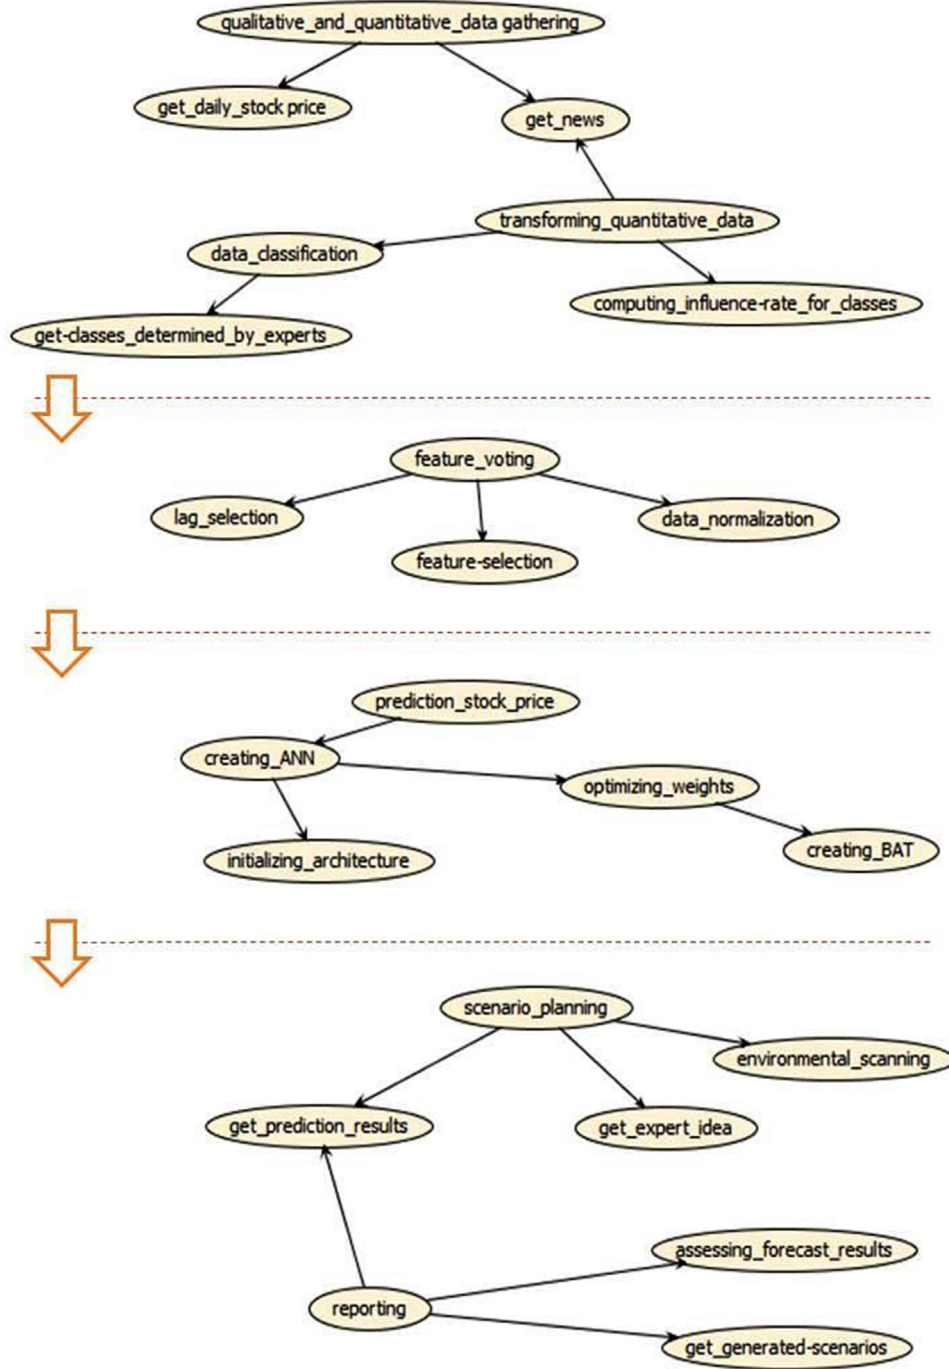 qualitative_and_quantitative_data gathering
get_daily_stock price
get_news
transforming_quantitative_data
data_classification
computing_influence-rate_for_classes
get-classes_determined_by_experts
feature_voting
lag_selection
data_normalization
feature-selection
prediction_stock_price
creating_ANN
optimizing_weights
creating_BAT
initializing_architecture
scenario_planning
environmental_scanning
get_prediction_results
get_expert_idea
assessing_forecast_results
reporting
get_generated-scenarios